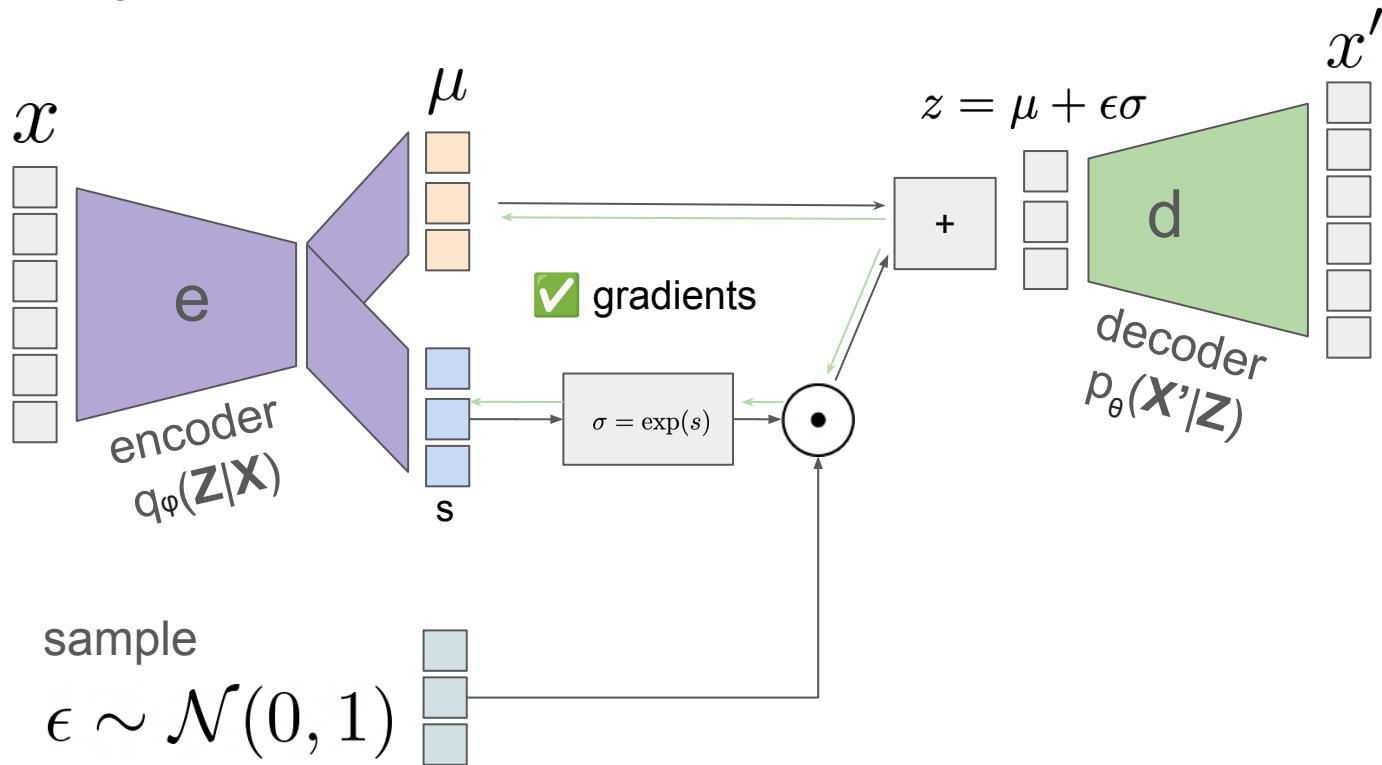 x
μ
z = μ + ϵσ
x′
e
+
d
✅ gradients
σ = exp(s)
encoder
qφ(Z|X)
s
decoder
pθ(X’|Z)
sample
ϵ ∼ 𝒩(0, 1)